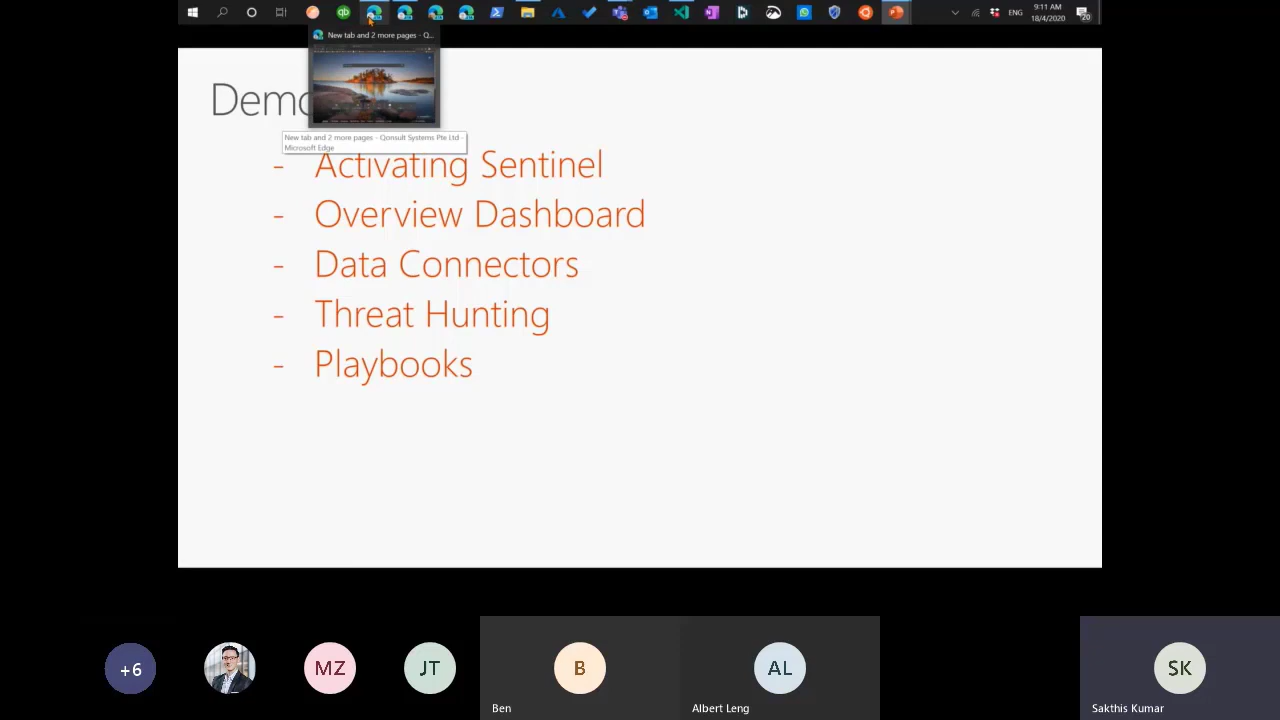 9:11 AM
ENG
18/4/2020
20
New tab and 2 more pages - Q...
Demo
New tab and 2 more pages - Qonsult Systems Pte Ltd -
Microsoft Edge
- Activating Sentinel
- Overview Dashboard
- Data Connectors
- Threat Hunting
- Playbooks
+6
MZ
JT
B
AL
SK
Ben
Albert Leng
Sakthis Kumar